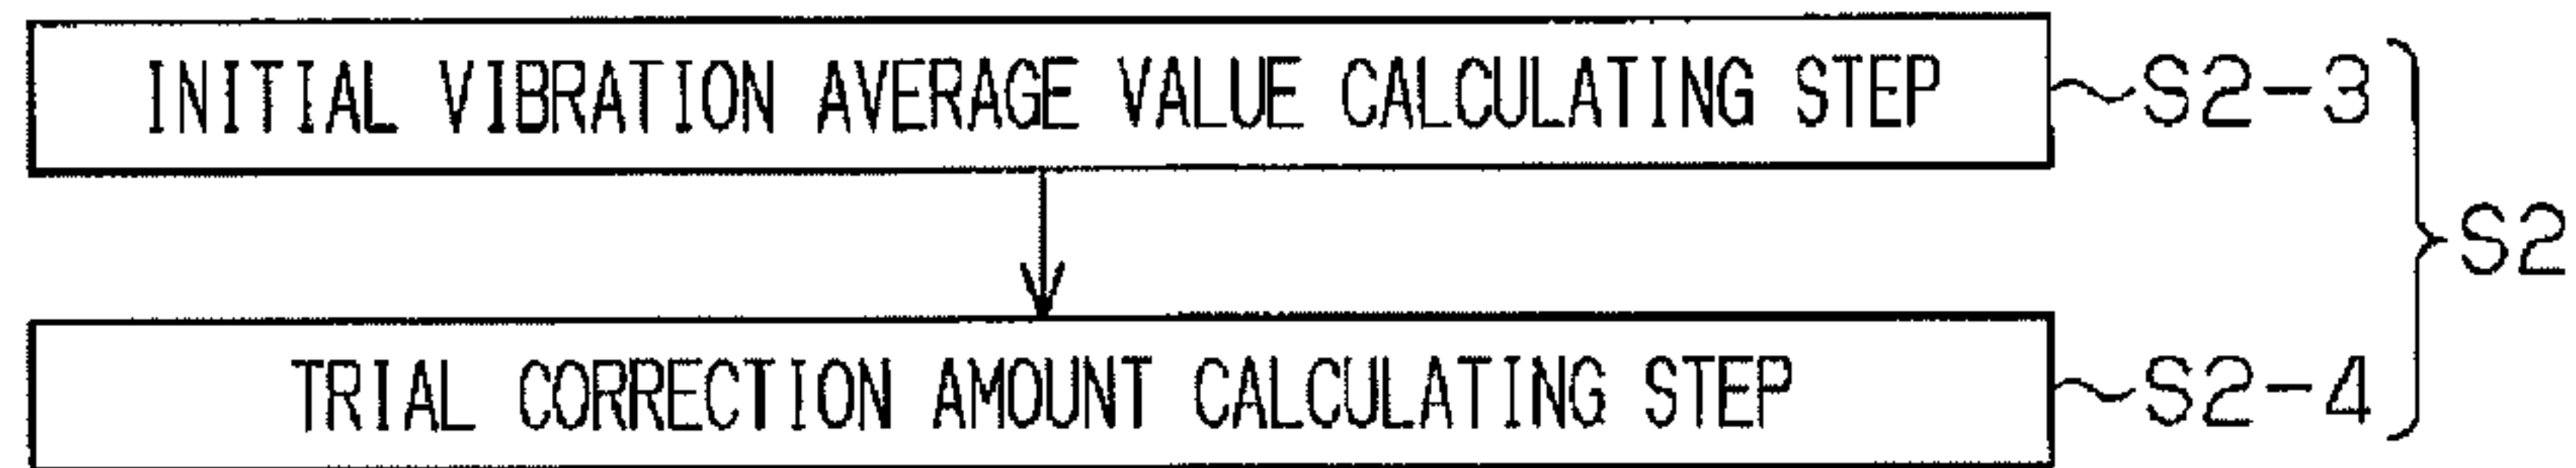 INITIAL VIBRATION AVERAGE VALUE CALCULATING STEP S2-3
S2
TRIAL CORRECTION AMOUNT CALCULATING STEP S2-4